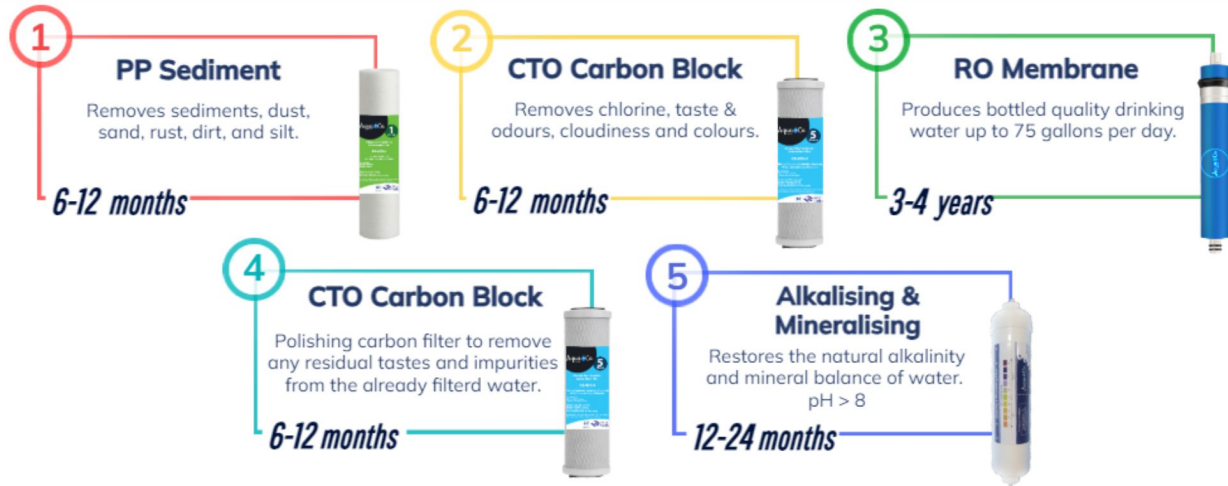 1
PP Sediment
Removes sediments, dust,
sand, rust, dirt, and silt.
6-12 months
2
CTO Carbon Block
Removes chlorine, taste &
odours, cloudiness and colours.
6-12 months
3
RO Membrane
Produces bottled quality drinking
water up to 75 gallons per day.
3-4 years
4
CTO Carbon Block
Polishing carbon filter to remove
any residual tastes and impurities
from the already filterd water.
6-12 months
5
Alkalising &
Mineralising
Restores the natural alkalinity
and mineral balance of water.
pH > 8
12-24 months
1
5
5